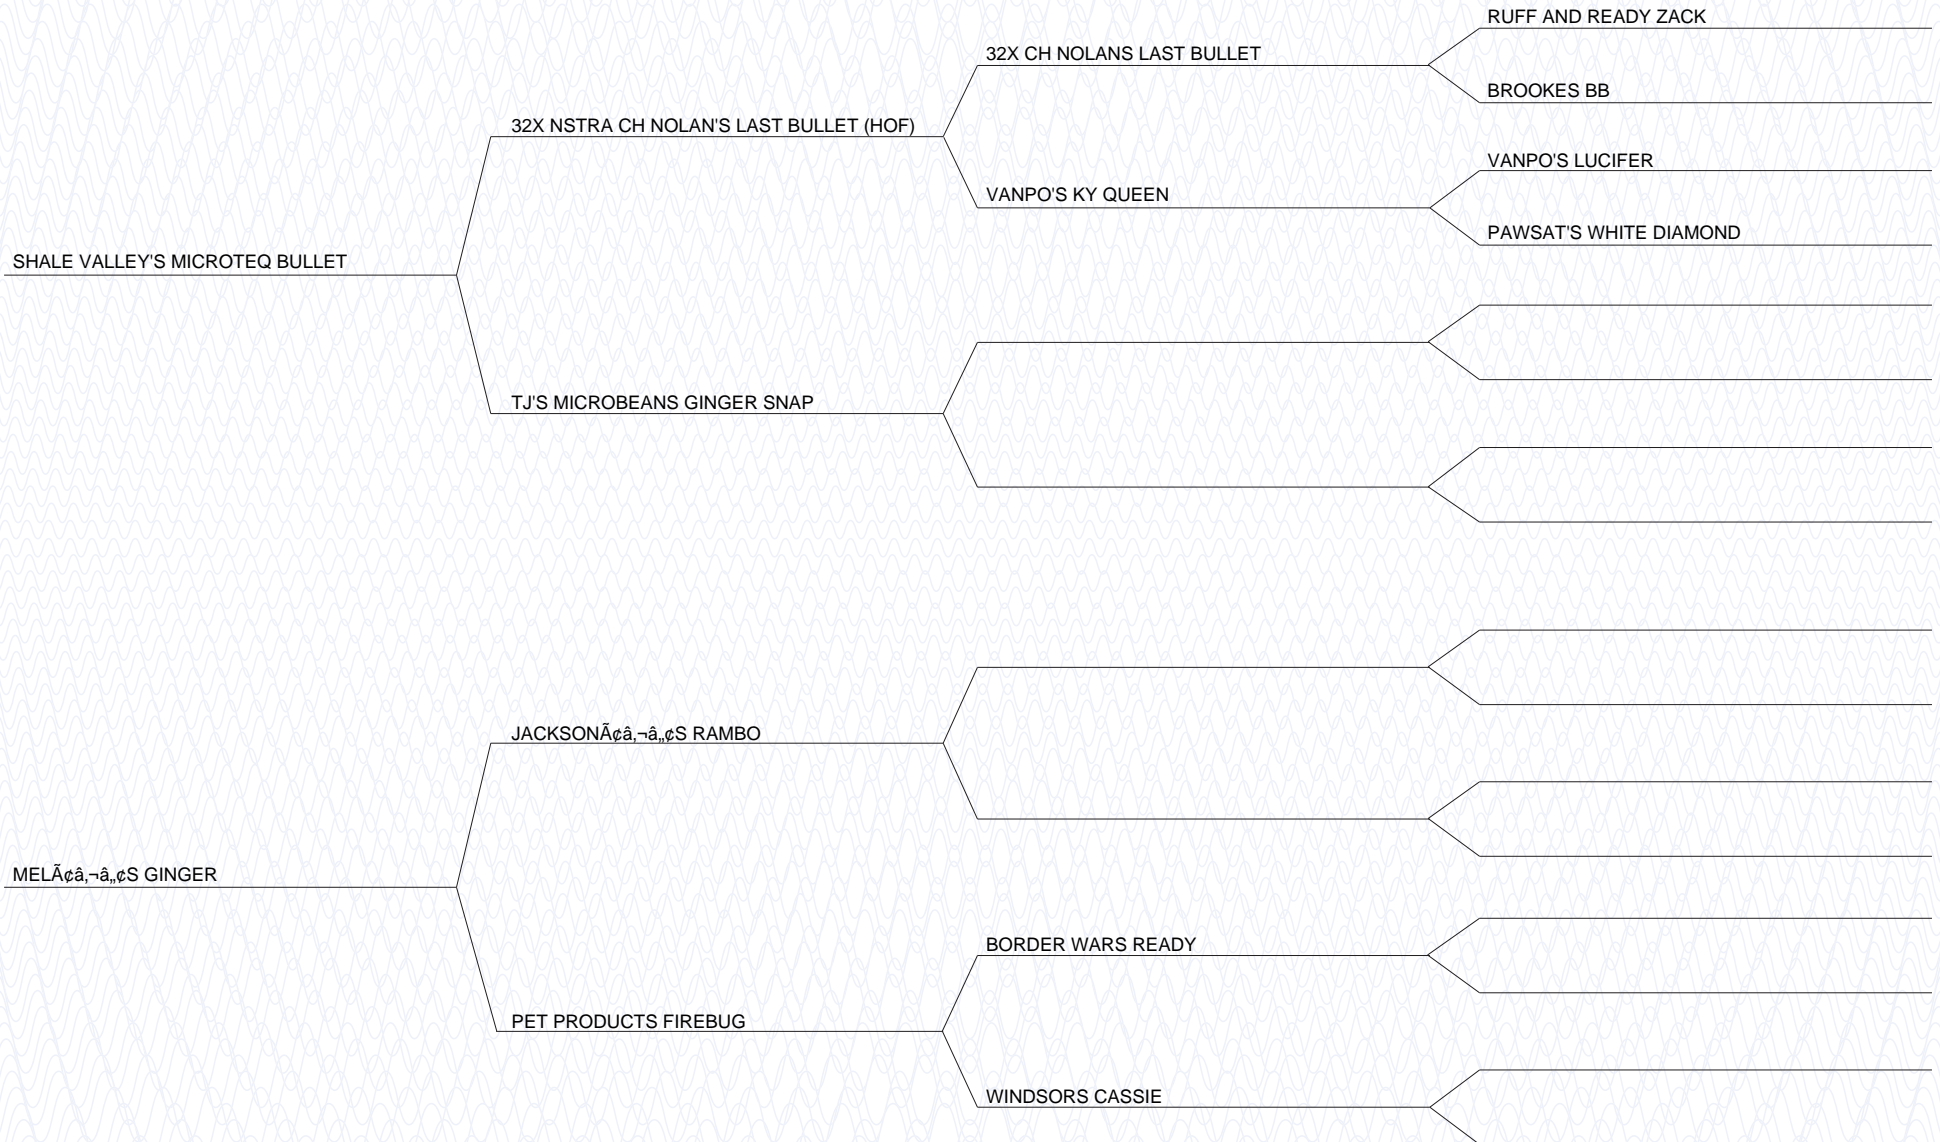 RUFF AND READY ZACK
32X CH NOLANS LAST BULLET
BROOKES BB
32X NSTRA CH NOLAN'S LAST BULLET (HOF)
VANPO'S LUCIFER
VANPO'S KY QUEEN
PAWSAT'S WHITE DIAMOND
SHALE VALLEY'S MICROTEQ BULLET
TJ'S MICROBEANS GINGER SNAP
JACKSONÃ¢â‚¬â„¢S RAMBO
MELÃ¢â‚¬â„¢S GINGER
BORDER WARS READY
PET PRODUCTS FIREBUG
WINDSORS CASSIE